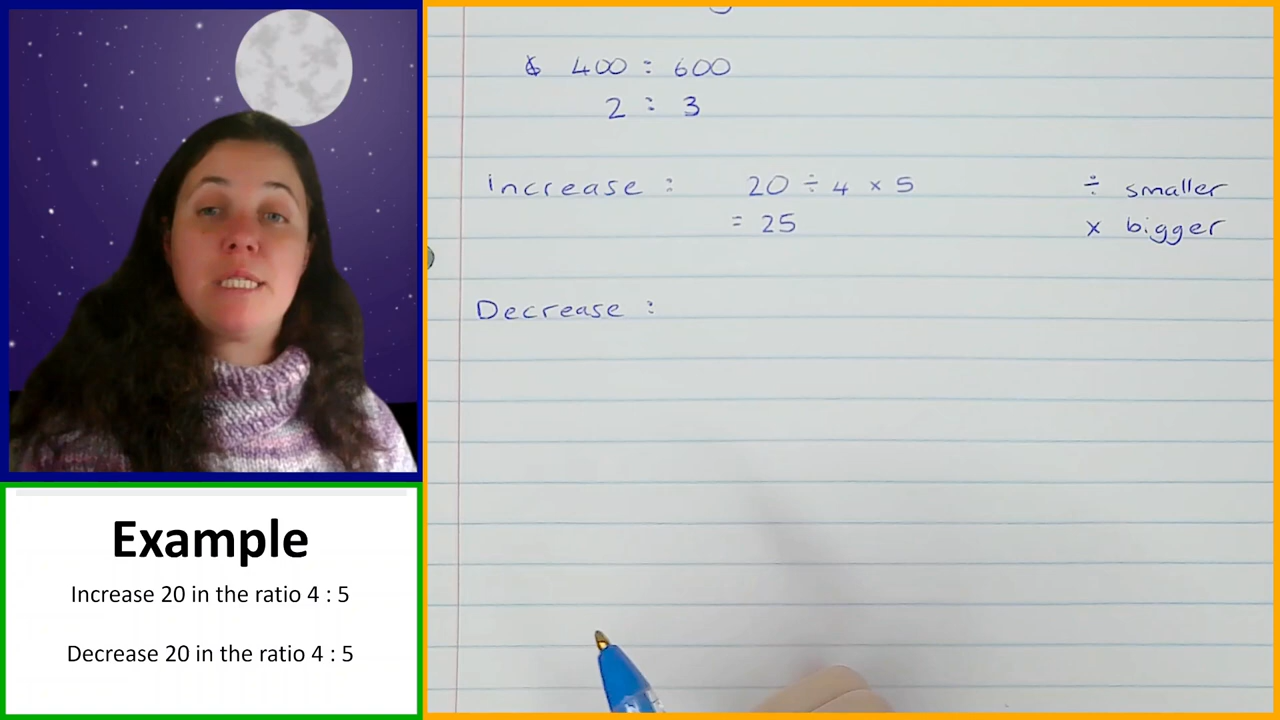 $ 400 : 600
2 : 3
increase : 20 ÷ 4 × 5
= 25
÷ smaller
× bigger
Decrease :
Example
Increase 20 in the ratio 4 : 5
Decrease 20 in the ratio 4 : 5